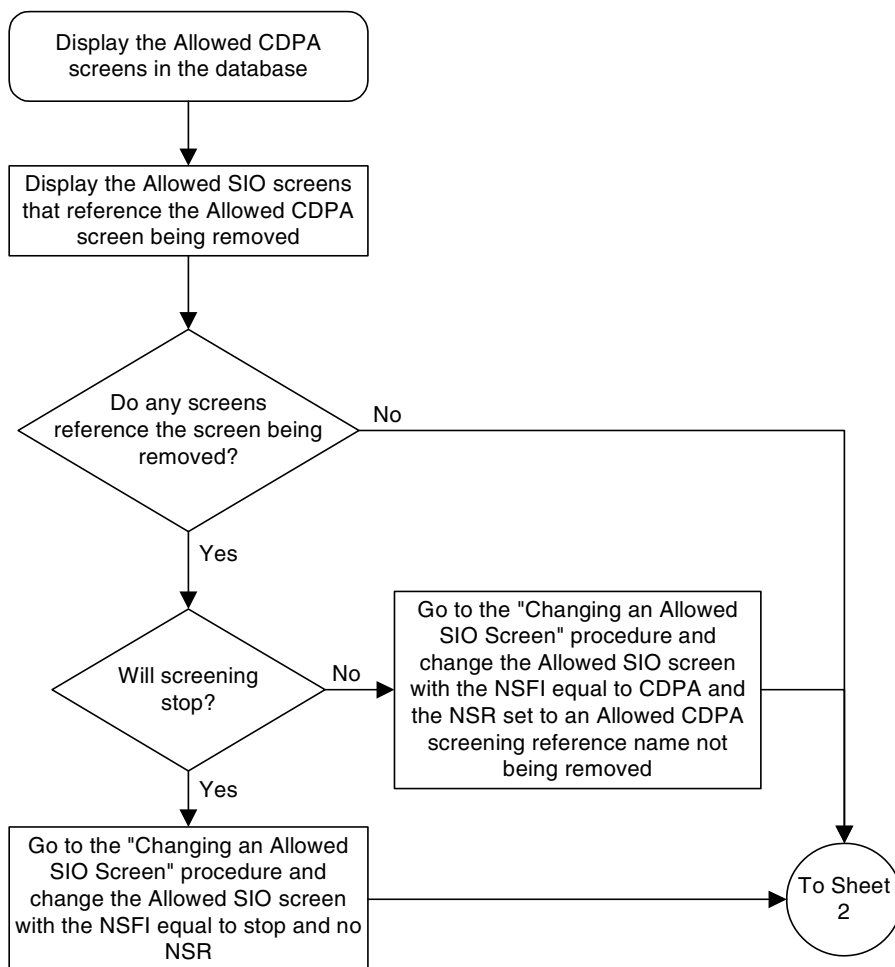 Display the Allowed CDPA
screens in the database
Display the Allowed SIO screens
that reference the Allowed CDPA
screen being removed
Do any screens
reference the screen being
removed?
No
Yes
Will screening
stop?
No
Go to the "Changing an Allowed
SIO Screen" procedure and
change the Allowed SIO screen
with the NSFI equal to CDPA and
the NSR set to an Allowed CDPA
screening reference name not
being removed
Yes
Go to the "Changing an Allowed
SIO Screen" procedure and
change the Allowed SIO screen
with the NSFI equal to stop and no
NSR
To Sheet
2